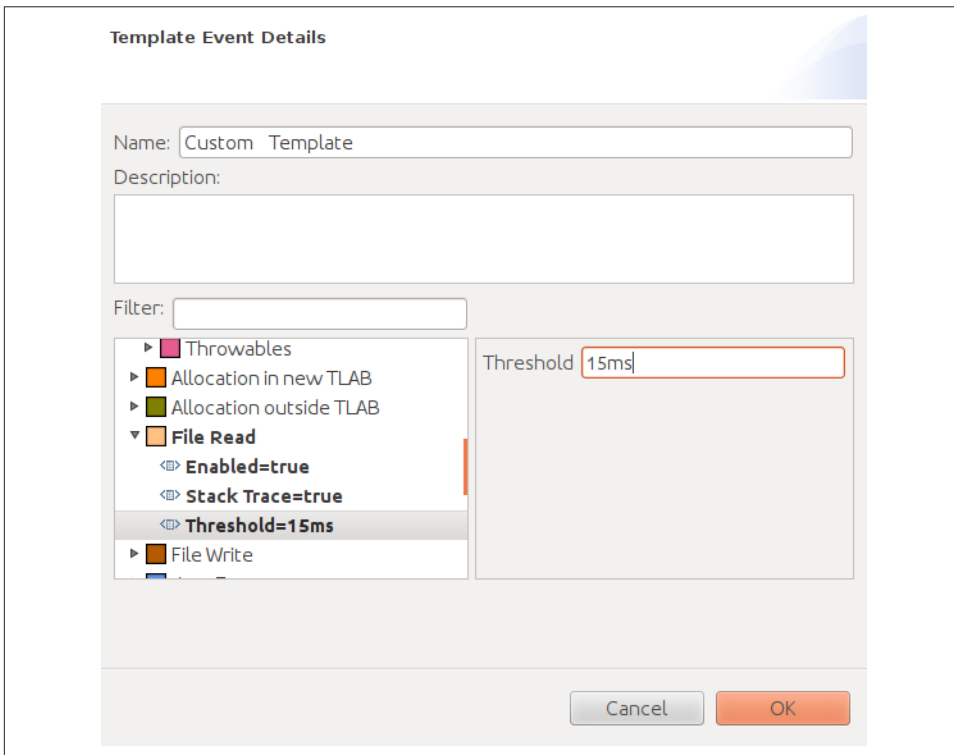 Template Event Details
Name: Custom Template
Description:
Filter:
Throwables
Allocation in new TLAB
Allocation outside TLAB
File Read
Enabled=true
Stack Trace=true
Threshold=15ms
File Write
Threshold 15ms
Cancel OK